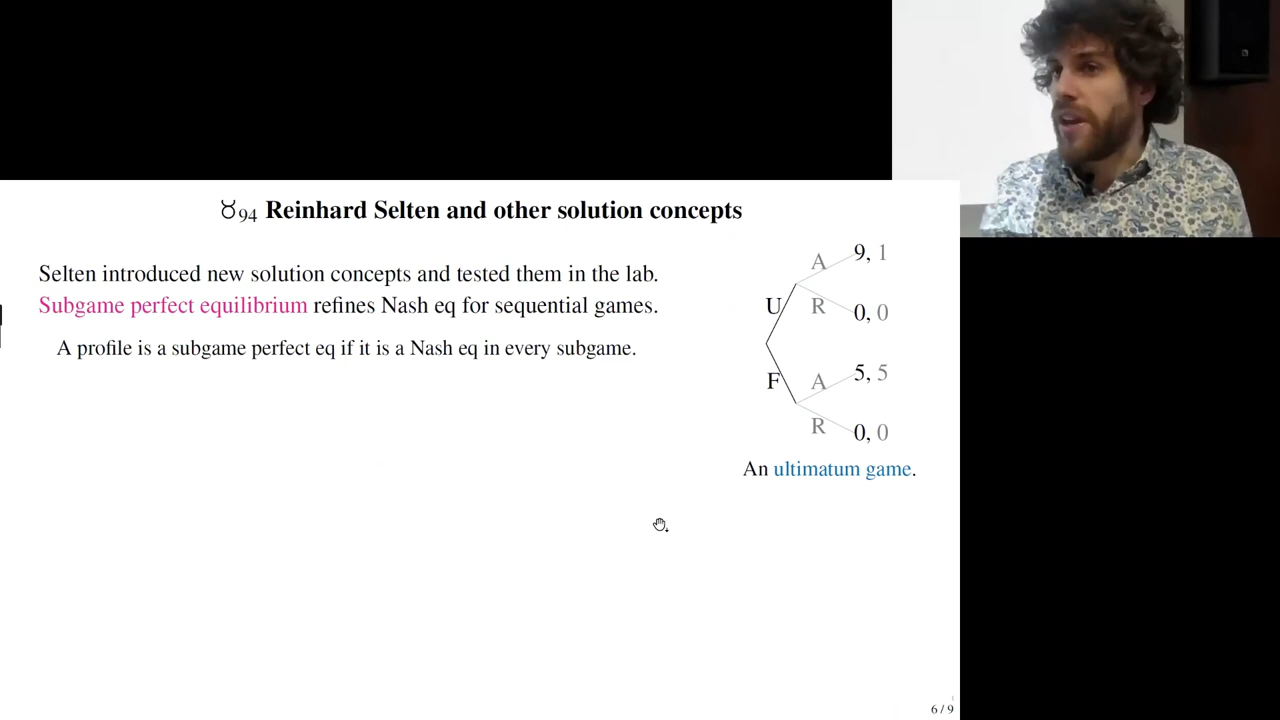 ♉94 Reinhard Selten and other solution concepts
Selten introduced new solution concepts and tested them in the lab.
Subgame perfect equilibrium refines Nash eq for sequential games.
A profile is a subgame perfect eq if it is a Nash eq in every subgame.
A 9, 1
U R 0, 0
F A 5, 5
R 0, 0
An ultimatum game.
6 / 9